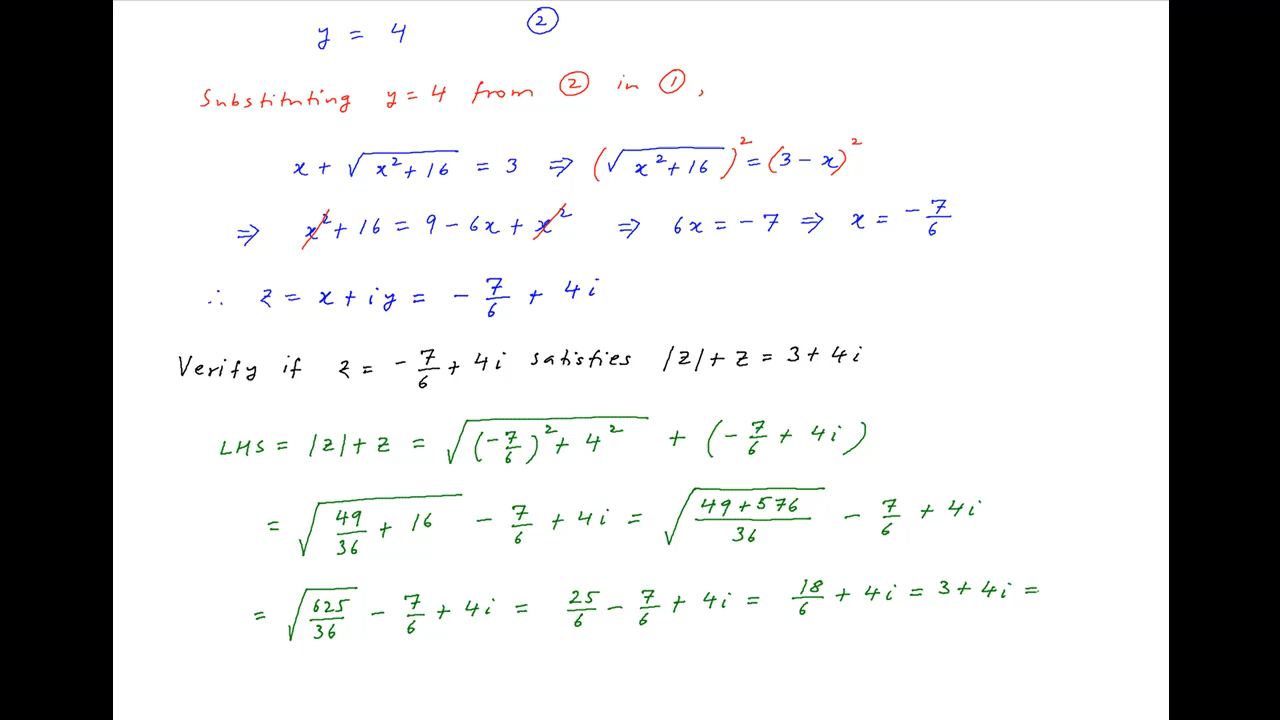 y = 4 ②
Substituting y = 4 from ② in ①,
x + √(x² + 16) = 3 ⇒ (√(x² + 16))² = (3 − x)²
⇒ x² + 16 = 9 − 6x + x² ⇒ 6x = −7 ⇒ x = −7/6
∴ z = x + iy = −7/6 + 4i
Verify if z = −7/6 + 4i satisfies |z| + z = 3 + 4i
LHS = |z| + z = √((−7/6)² + 4²) + (−7/6 + 4i)
= √(49/36 + 16) − 7/6 + 4i = √((49 + 576)/36) − 7/6 + 4i
= √(625/36) − 7/6 + 4i = 25/6 − 7/6 + 4i = 18/6 + 4i = 3 + 4i =